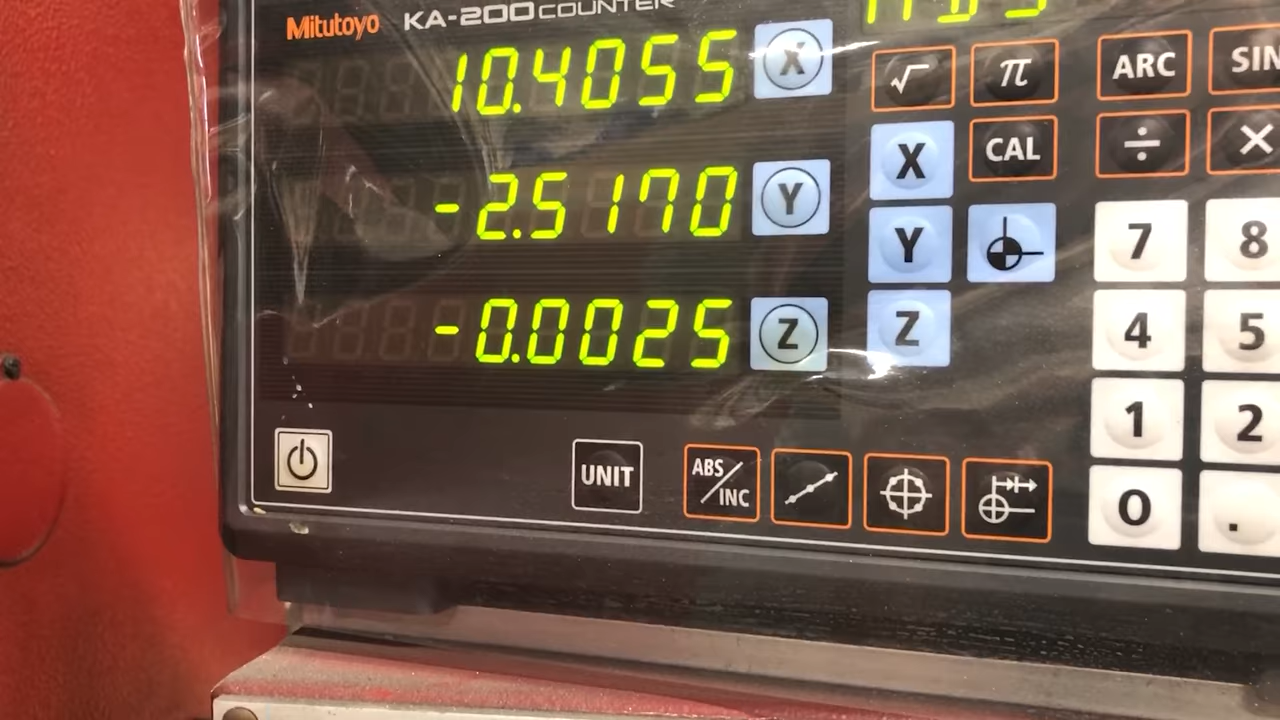 Mitutoyo KA-200 COUNTER
10.4055 X
-2.5170 Y
-0.0025 Z
√ π ARC SIN
X CAL ÷ ×
Y 7 8
Z 4 5
1 2
0 .
UNIT ABS/INC